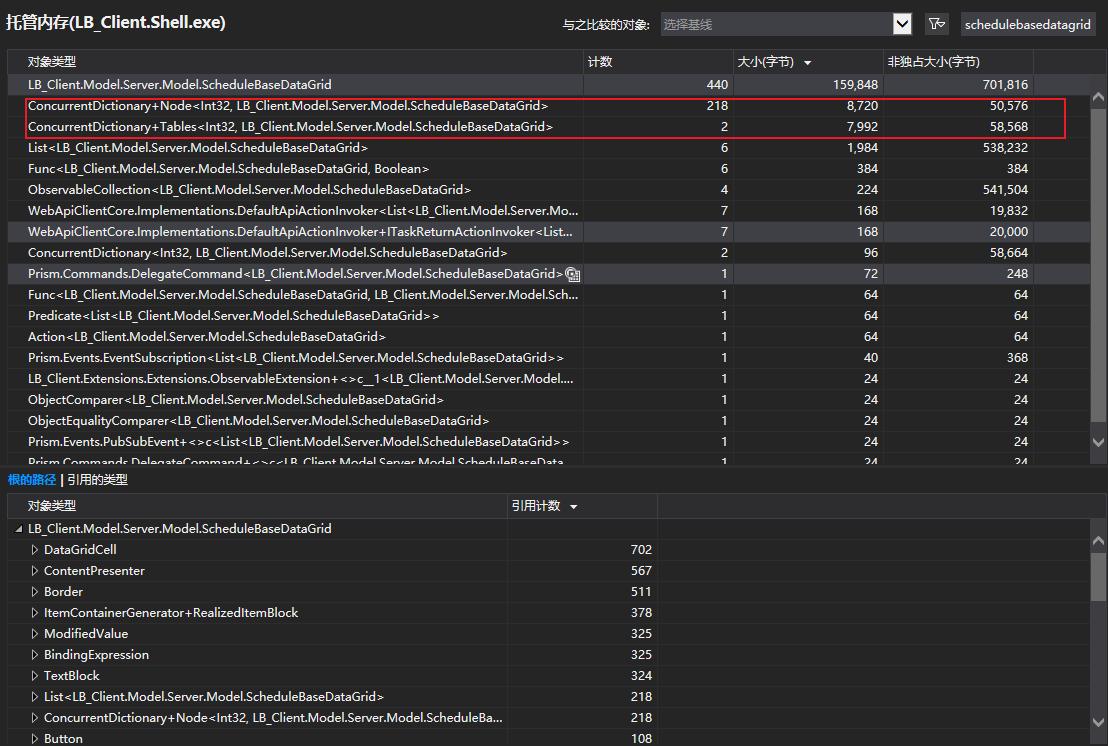 托管内存(LB_Client.Shell.exe) 与之比较的对象: 选择基线 schedulebasedatagrid
对象类型 计数 大小(字节) 非独占大小(字节)
LB_Client.Model.Server.Model.ScheduleBaseDataGrid 440 159,848 701,816
ConcurrentDictionary+Node<Int32, LB_Client.Model.Server.Model.ScheduleBaseDataGrid> 218 8,720 50,576
ConcurrentDictionary+Tables<Int32, LB_Client.Model.Server.Model.ScheduleBaseDataGrid> 2 7,992 58,568
List<LB_Client.Model.Server.Model.ScheduleBaseDataGrid> 6 1,984 538,232
Func<LB_Client.Model.Server.Model.ScheduleBaseDataGrid, Boolean> 6 384 384
ObservableCollection<LB_Client.Model.Server.Model.ScheduleBaseDataGrid> 4 224 541,504
WebApiClientCore.Implementations.DefaultApiActionInvoker<List<LB_Client.Model.Server.Mo... 7 168 19,832
WebApiClientCore.Implementations.DefaultApiActionInvoker+ITaskReturnActionInvoker<List... 7 168 20,000
ConcurrentDictionary<Int32, LB_Client.Model.Server.Model.ScheduleBaseDataGrid> 2 96 58,664
Prism.Commands.DelegateCommand<LB_Client.Model.Server.Model.ScheduleBaseDataGrid> 1 72 248
Func<LB_Client.Model.Server.Model.ScheduleBaseDataGrid, LB_Client.Model.Server.Model.Sch... 1 64 64
Predicate<List<LB_Client.Model.Server.Model.ScheduleBaseDataGrid>> 1 64 64
Action<LB_Client.Model.Server.Model.ScheduleBaseDataGrid> 1 64 64
Prism.Events.EventSubscription<List<LB_Client.Model.Server.Model.ScheduleBaseDataGrid>> 1 40 368
LB_Client.Extensions.Extensions.ObservableExtension+<>c__1<LB_Client.Model.Server.Model.... 1 24 24
ObjectComparer<LB_Client.Model.Server.Model.ScheduleBaseDataGrid> 1 24 24
ObjectEqualityComparer<LB_Client.Model.Server.Model.ScheduleBaseDataGrid> 1 24 24
Prism.Events.PubSubEvent+<>c<List<LB_Client.Model.Server.Model.ScheduleBaseDataGrid>> 1 24 24
Prism.Commands.DelegateCommand+<>c<LB_Client.Model.Server.Model.ScheduleBaseData... 1 24 24
根的路径 | 引用的类型
对象类型 引用计数
LB_Client.Model.Server.Model.ScheduleBaseDataGrid
DataGridCell 702
ContentPresenter 567
Border 511
ItemContainerGenerator+RealizedItemBlock 378
ModifiedValue 325
BindingExpression 325
TextBlock 324
List<LB_Client.Model.Server.Model.ScheduleBaseDataGrid> 218
ConcurrentDictionary+Node<Int32, LB_Client.Model.Server.Model.ScheduleBa... 218
Button 108